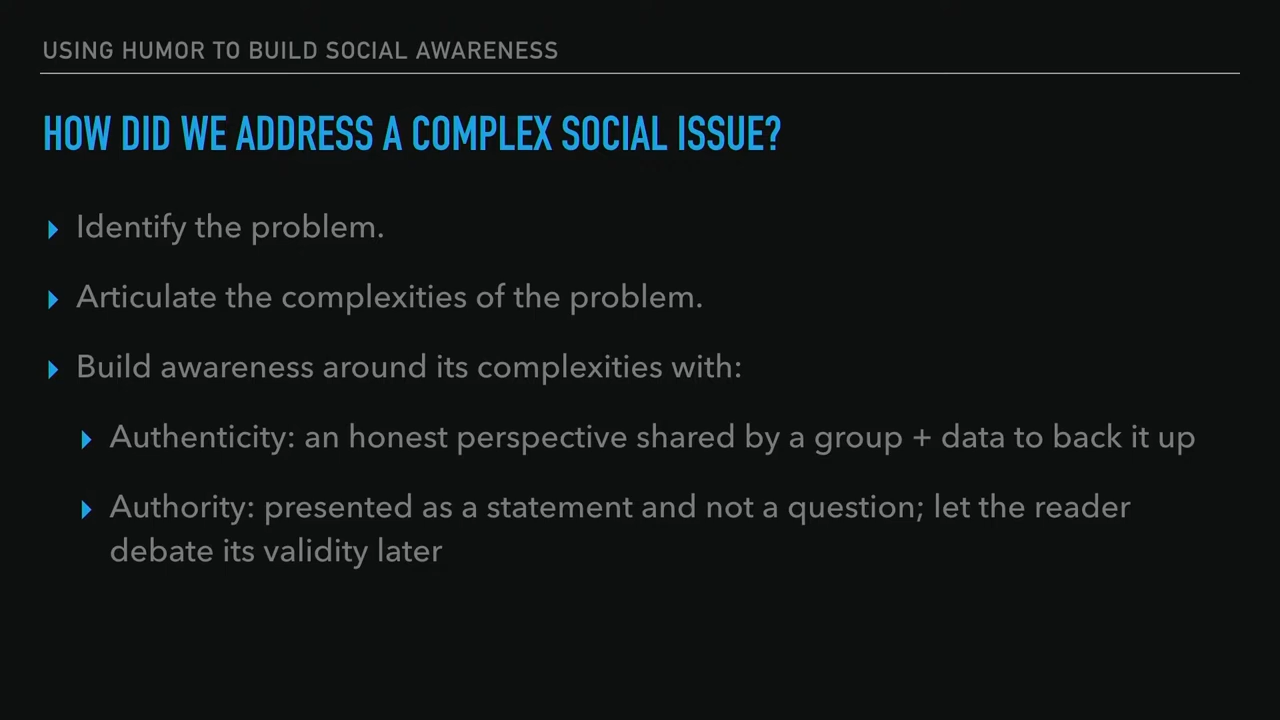 USING HUMOR TO BUILD SOCIAL AWARENESS
HOW DID WE ADDRESS A COMPLEX SOCIAL ISSUE?
Identify the problem.
Articulate the complexities of the problem.
Build awareness around its complexities with:
Authenticity: an honest perspective shared by a group + data to back it up
Authority: presented as a statement and not a question; let the reader
debate its validity later